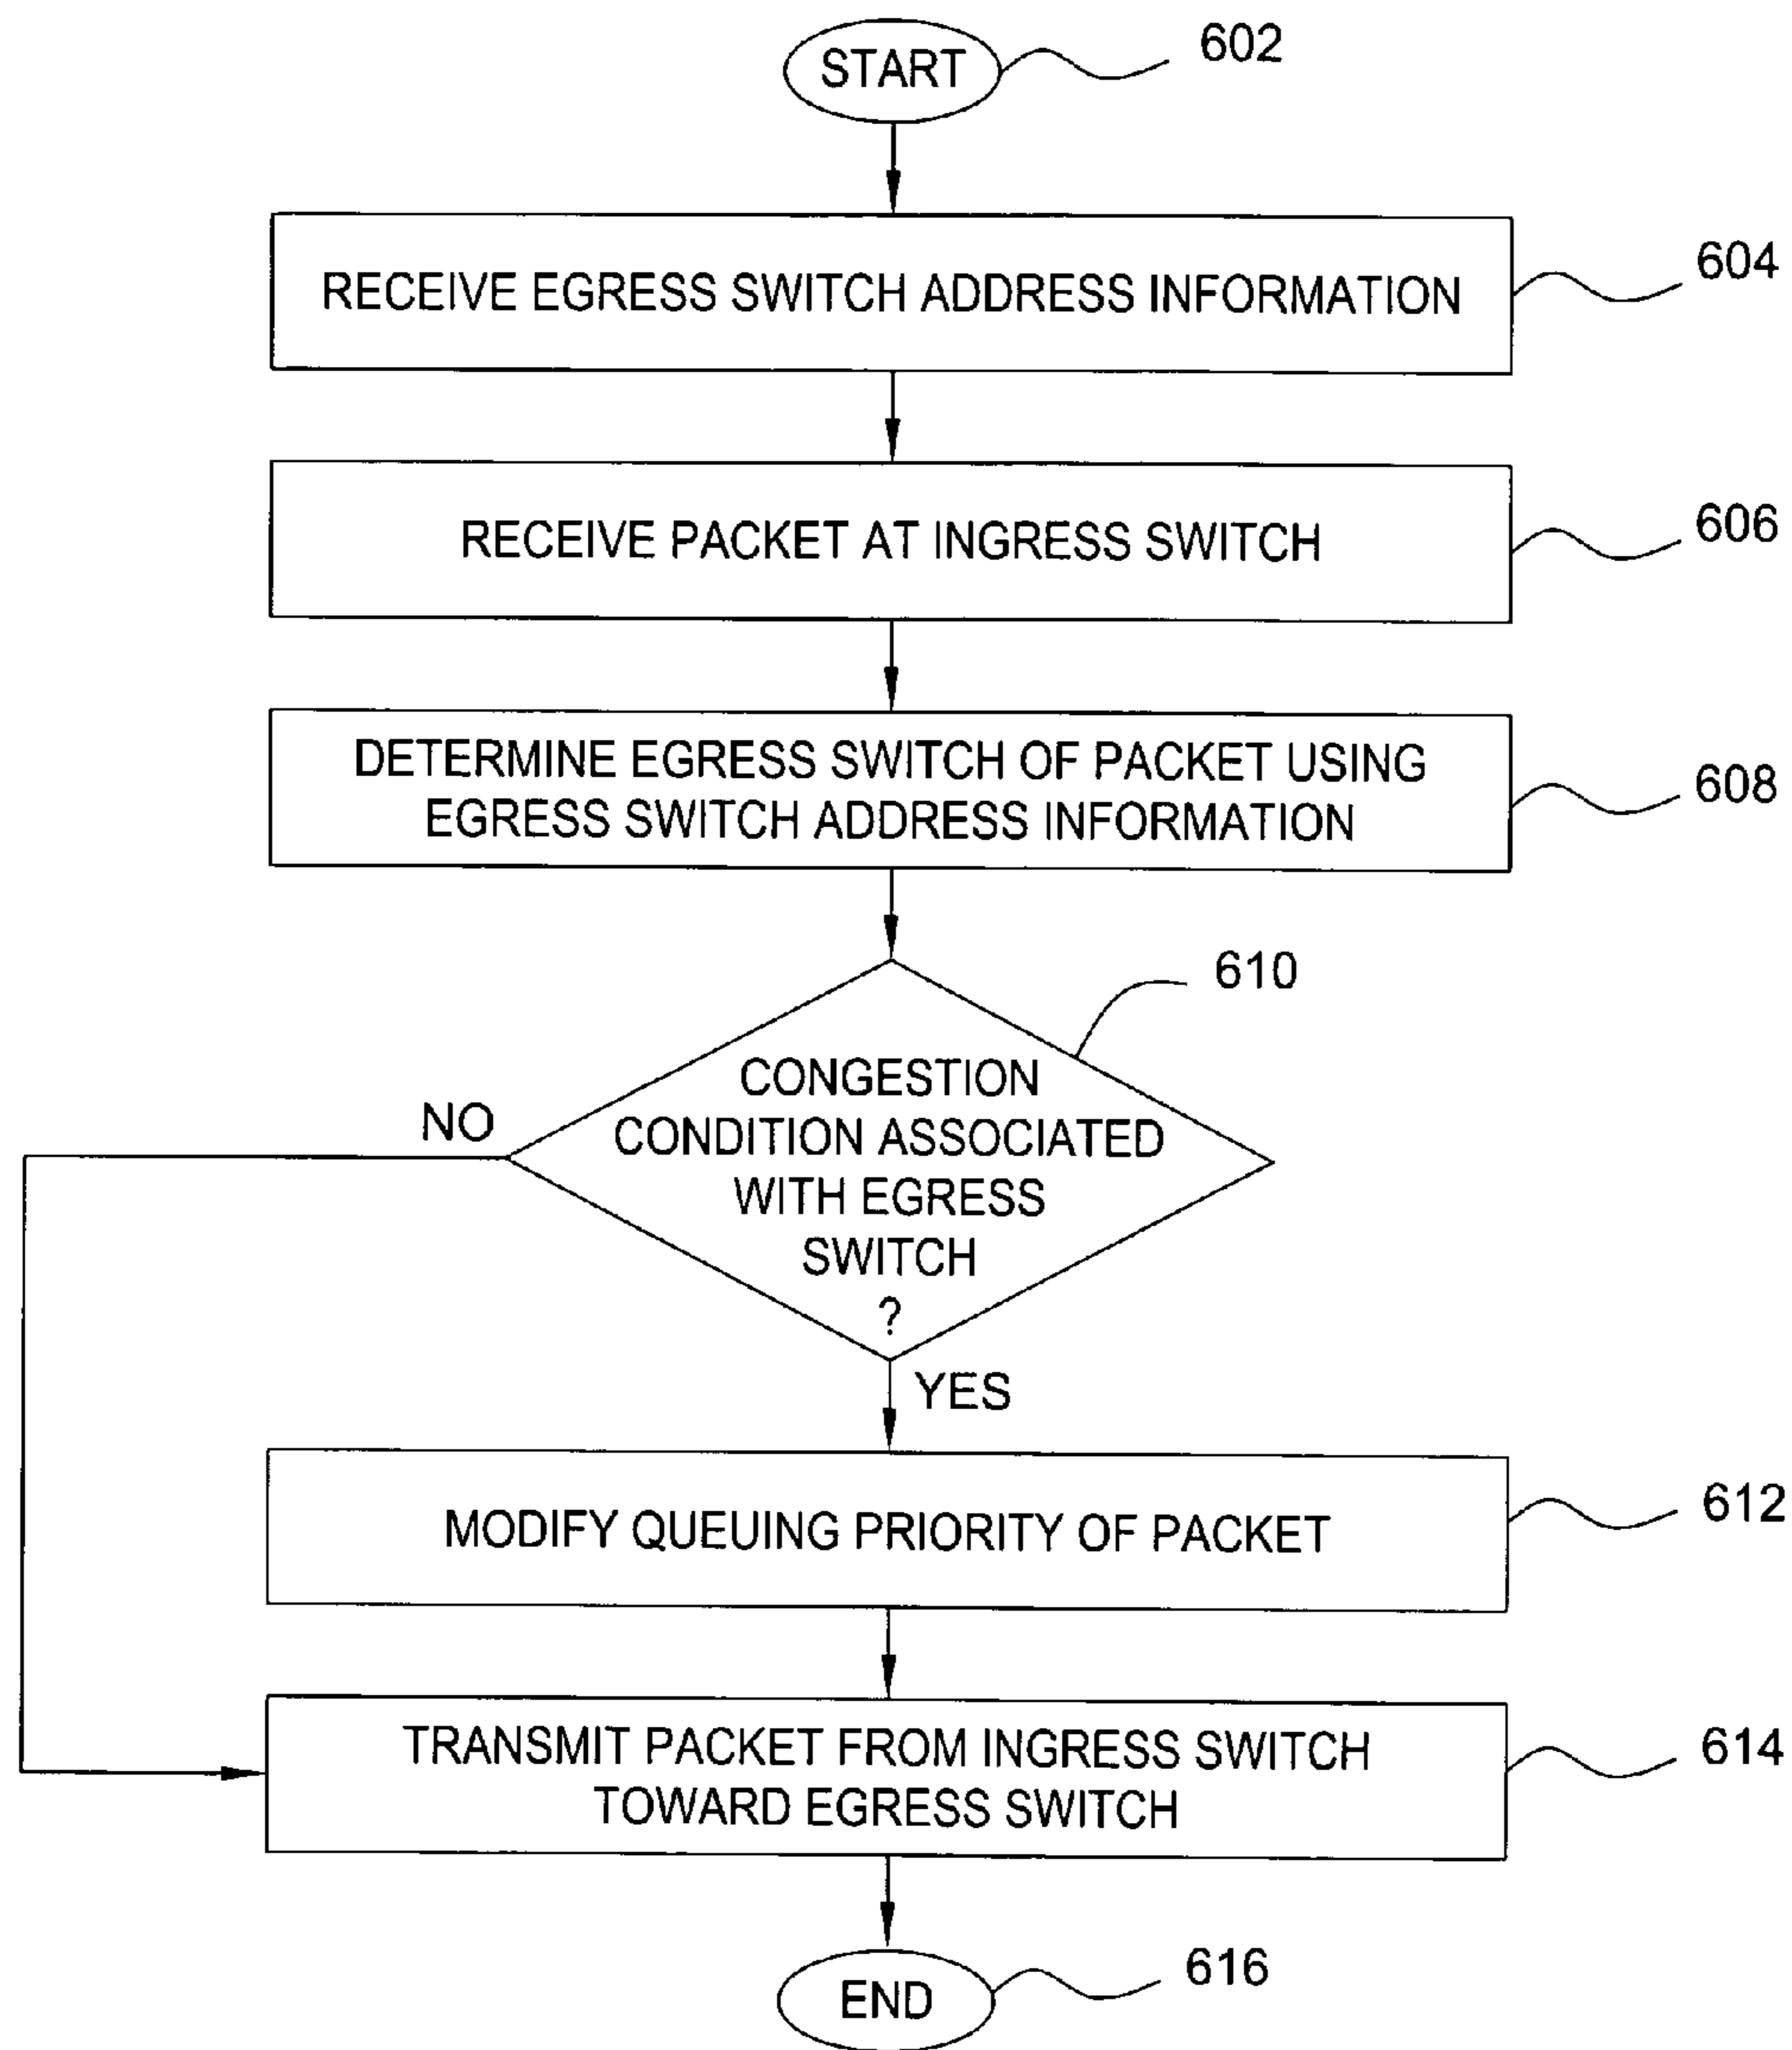 START
602
RECEIVE EGRESS SWITCH ADDRESS INFORMATION
604
RECEIVE PACKET AT INGRESS SWITCH
606
DETERMINE EGRESS SWITCH OF PACKET USING
EGRESS SWITCH ADDRESS INFORMATION
608
610
CONGESTION
CONDITION ASSOCIATED
WITH EGRESS
SWITCH
?
NO
YES
MODIFY QUEUING PRIORITY OF PACKET
612
TRANSMIT PACKET FROM INGRESS SWITCH
TOWARD EGRESS SWITCH
614
END
616